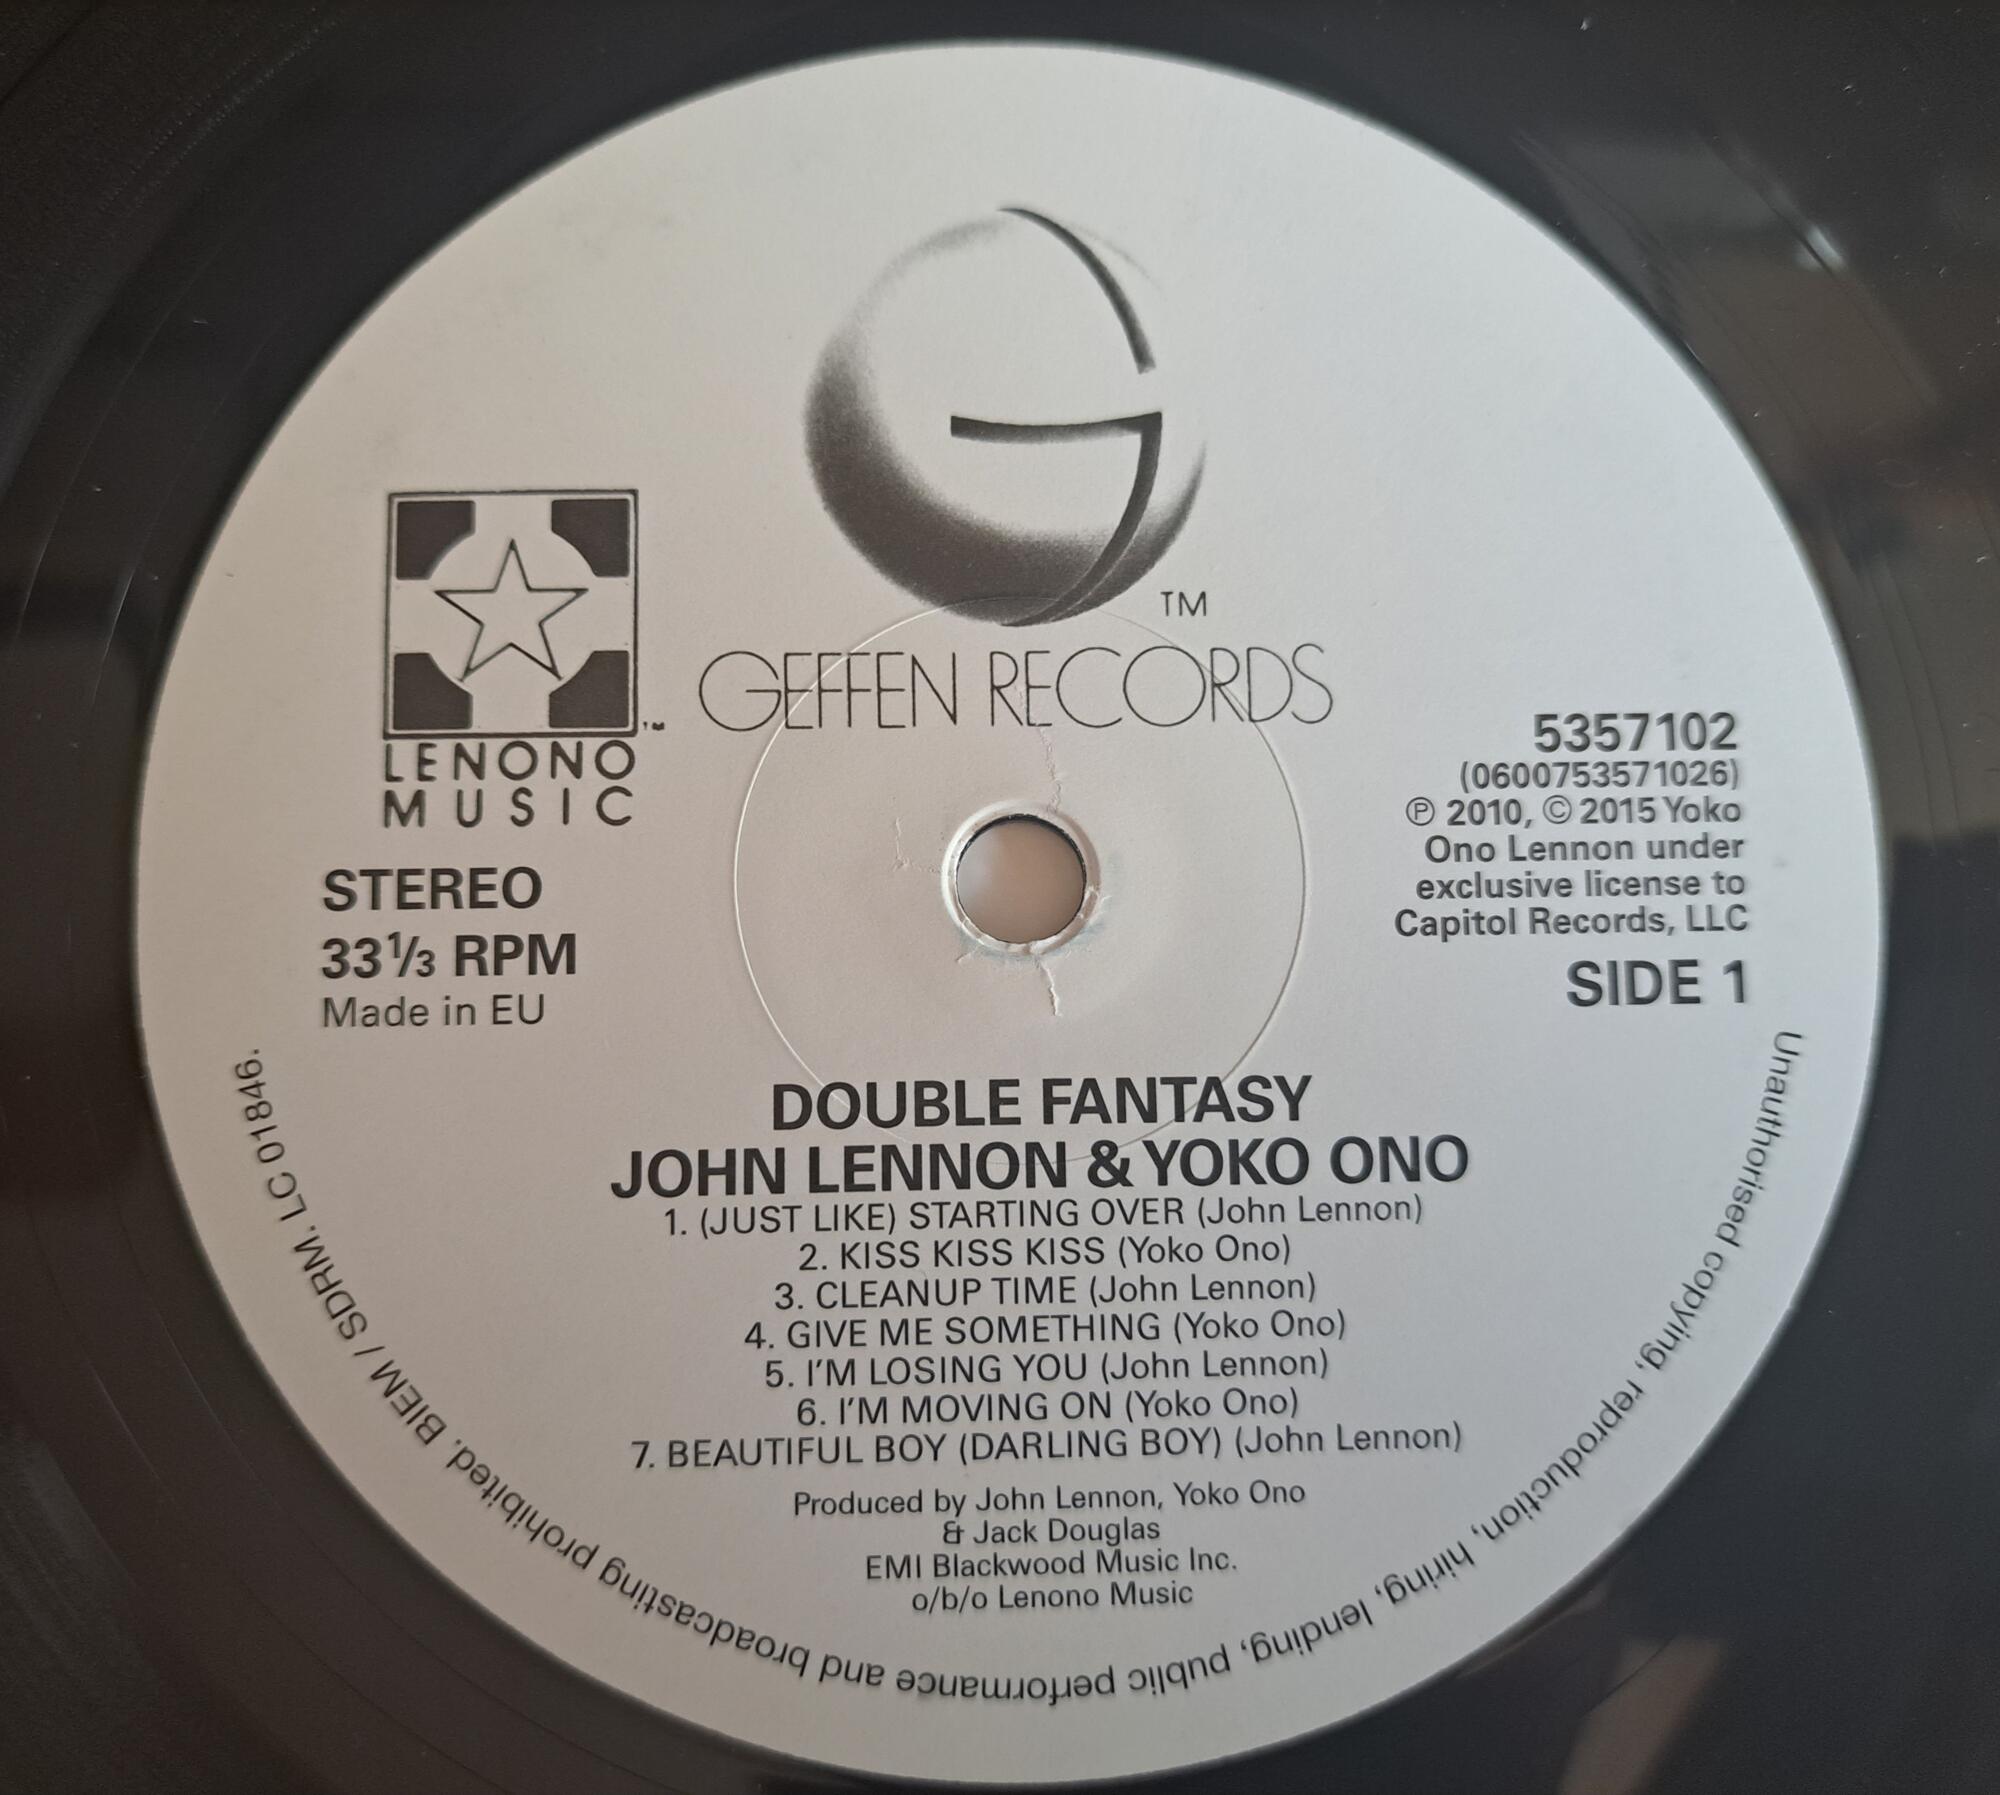 TM
GEFFEN RECORDS
™
LENONO
MUSIC
STEREO
33⅓ RPM
Made in EU
5357102
(0600753571026)
℗ 2010, © 2015 Yoko
Ono Lennon under
exclusive license to
Capitol Records, LLC
SIDE 1
DOUBLE FANTASY
JOHN LENNON & YOKO ONO
1. (JUST LIKE) STARTING OVER (John Lennon)
2. KISS KISS KISS (Yoko Ono)
3. CLEANUP TIME (John Lennon)
4. GIVE ME SOMETHING (Yoko Ono)
5. I'M LOSING YOU (John Lennon)
6. I'M MOVING ON (Yoko Ono)
7. BEAUTIFUL BOY (DARLING BOY) (John Lennon)
Produced by John Lennon, Yoko Ono
& Jack Douglas
EMI Blackwood Music Inc.
o/b/o Lenono Music
Unauthorised copying, reproduction, hiring, lending, public performance and broadcasting prohibited. BIEM / SDRM. LC 01846.